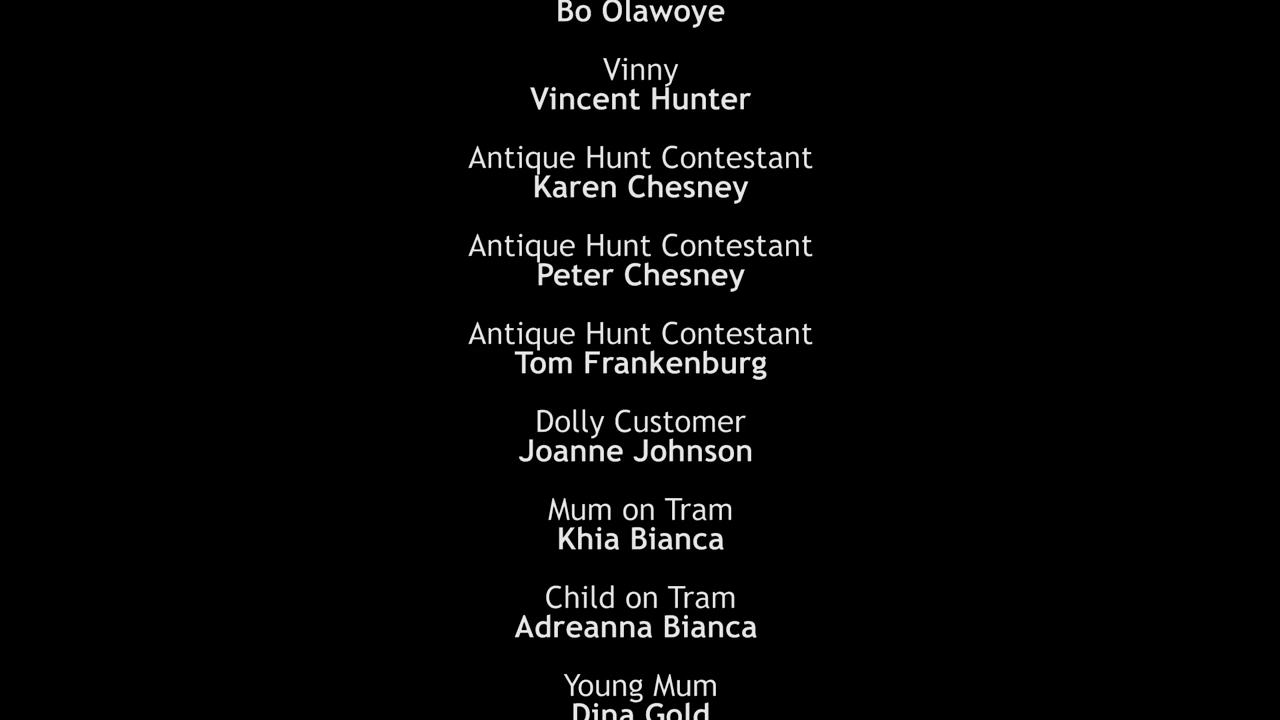 Bo Olawoye
Vinny
Vincent Hunter
Antique Hunt Contestant
Karen Chesney
Antique Hunt Contestant
Peter Chesney
Antique Hunt Contestant
Tom Frankenburg
Dolly Customer
Joanne Johnson
Mum on Tram
Khia Bianca
Child on Tram
Adreanna Bianca
Young Mum
Dina Gold